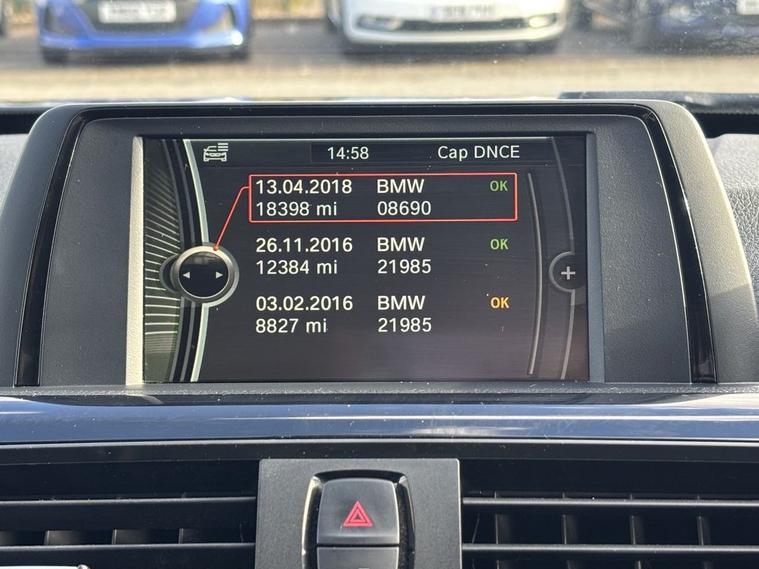 14:58 Cap DNCE
13.04.2018 BMW OK
18398 mi 08690
26.11.2016 BMW OK
12384 mi 21985
03.02.2016 BMW OK
8827 mi 21985
+